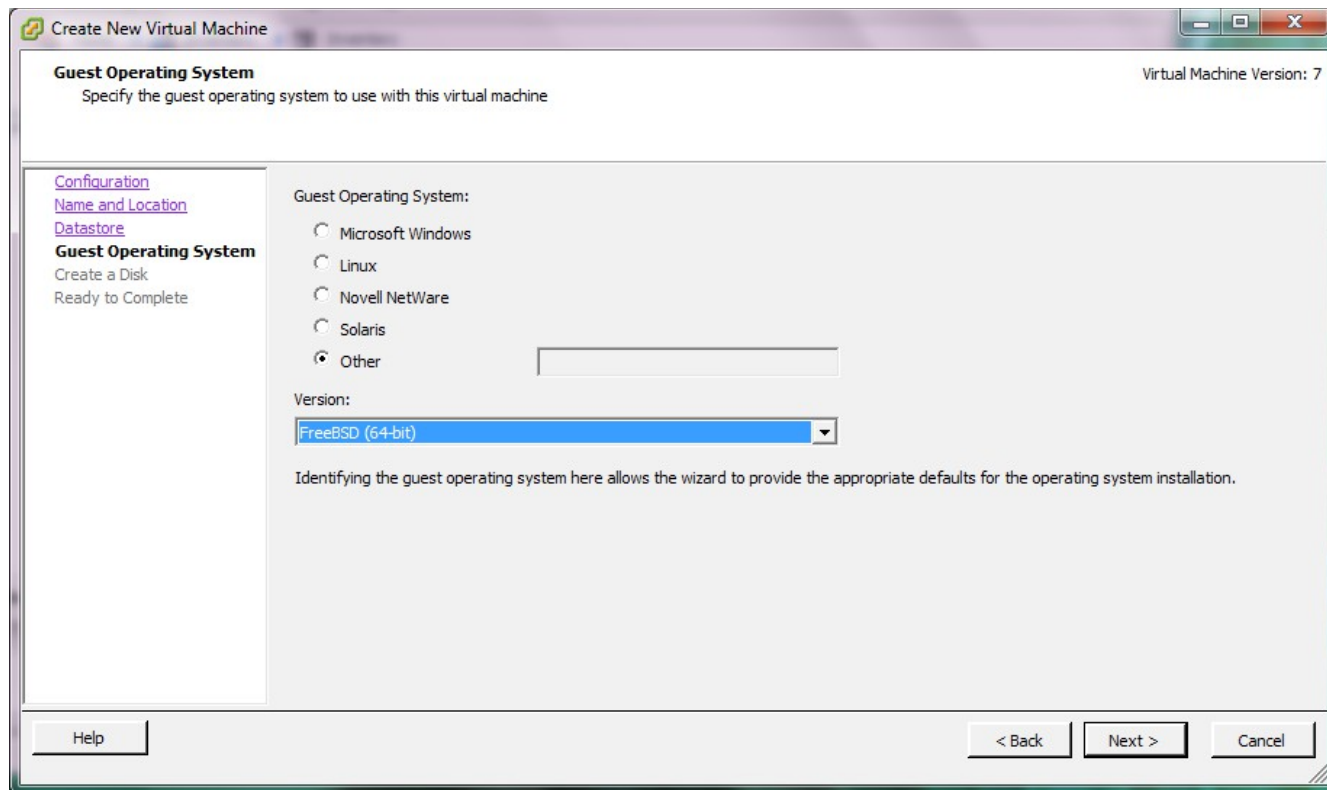 Create New Virtual Machine
Guest Operating System
Virtual Machine Version: 7
Specify the guest operating system to use with this virtual machine
Configuration
Name and Location
Datastore
Guest Operating System
Create a Disk
Ready to Complete
Guest Operating System:
Microsoft Windows
Linux
Novell NetWare
Solaris
Other
Version:
FreeBSD (64-bit)
Identifying the guest operating system here allows the wizard to provide the appropriate defaults for the operating system installation.
Help
< Back
Next >
Cancel